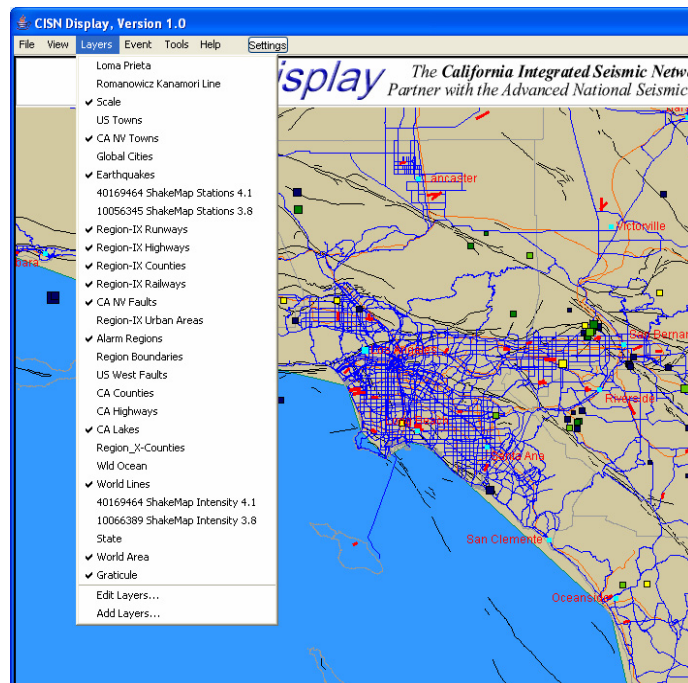 CISN Display, Version 1.0
File View Layers Event Tools Help Settings
isplay
The California Integrated Seismic Netw
Partner with the Advanced National Seismic
Loma Prieta
Romanowicz Kanamori Line
Scale
US Towns
CA NV Towns
Global Cities
Earthquakes
40169464 ShakeMap Stations 4.1
10056345 ShakeMap Stations 3.8
Region-IX Runways
Region-IX Highways
Region-IX Counties
Region-IX Railways
CA NV Faults
Region-IX Urban Areas
Alarm Regions
Region Boundaries
US West Faults
CA Counties
CA Highways
CA Lakes
Region_X-Counties
Wld Ocean
World Lines
40169464 ShakeMap Intensity 4.1
10066389 ShakeMap Intensity 3.8
State
World Area
Graticule
Edit Layers...
Add Layers...
Lancaster
Victorville
bara
San Bernar
Riverside
Ana
San Clemente
Oceanside